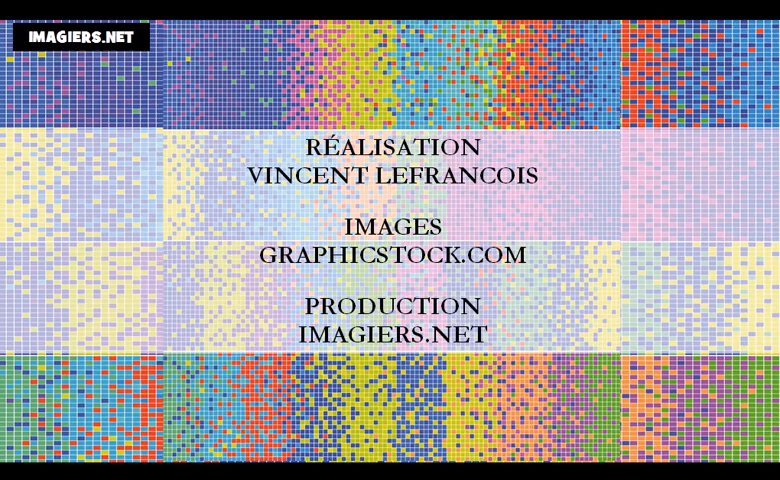 IMAGIERS.NET
RÉALISATION
VINCENT LEFRANCOIS
IMAGES
GRAPHICSTOCK.COM
PRODUCTION
IMAGIERS.NET